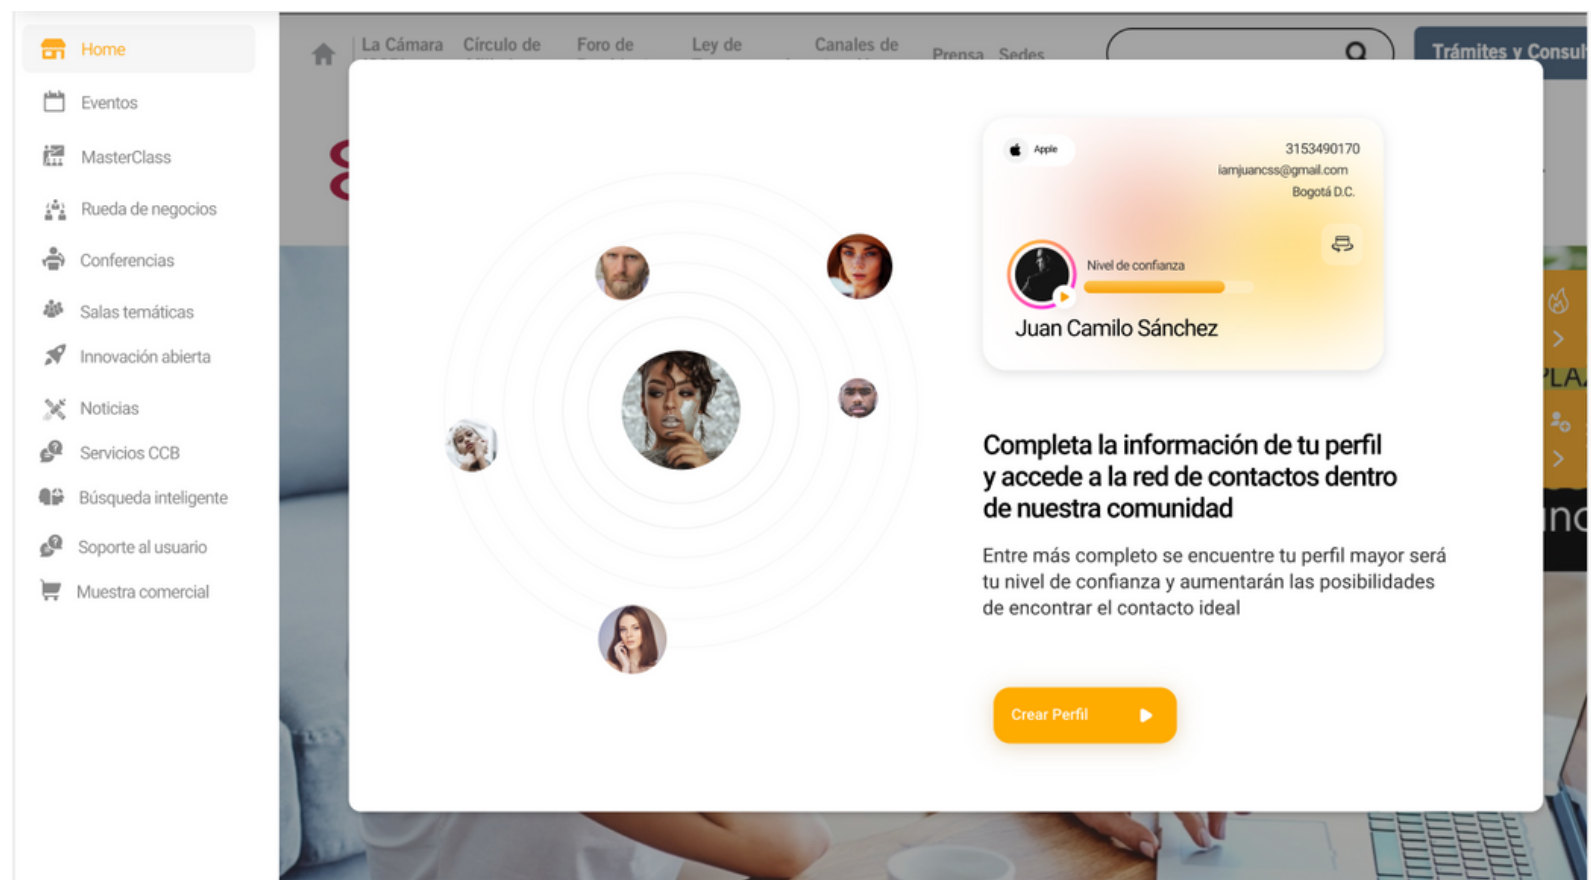 Home
Eventos
MasterClass
Rueda de negocios
Conferencias
Salas temáticas
Innovación abierta
Noticias
Servicios CCB
Búsqueda inteligente
Soporte al usuario
Muestra comercial
La Cámara
Círculo de
Foro de
Ley de
Canales de
Prensa
Sedes
Trámites y Consul
Apple
3153490170
iamjuancss@gmail.com
Bogotá D.C.
Nivel de confianza
Juan Camilo Sánchez
Completa la información de tu perfil
y accede a la red de contactos dentro
de nuestra comunidad
Entre más completo se encuentre tu perfil mayor será
tu nivel de confianza y aumentarán las posibilidades
de encontrar el contacto ideal
Crear Perfil